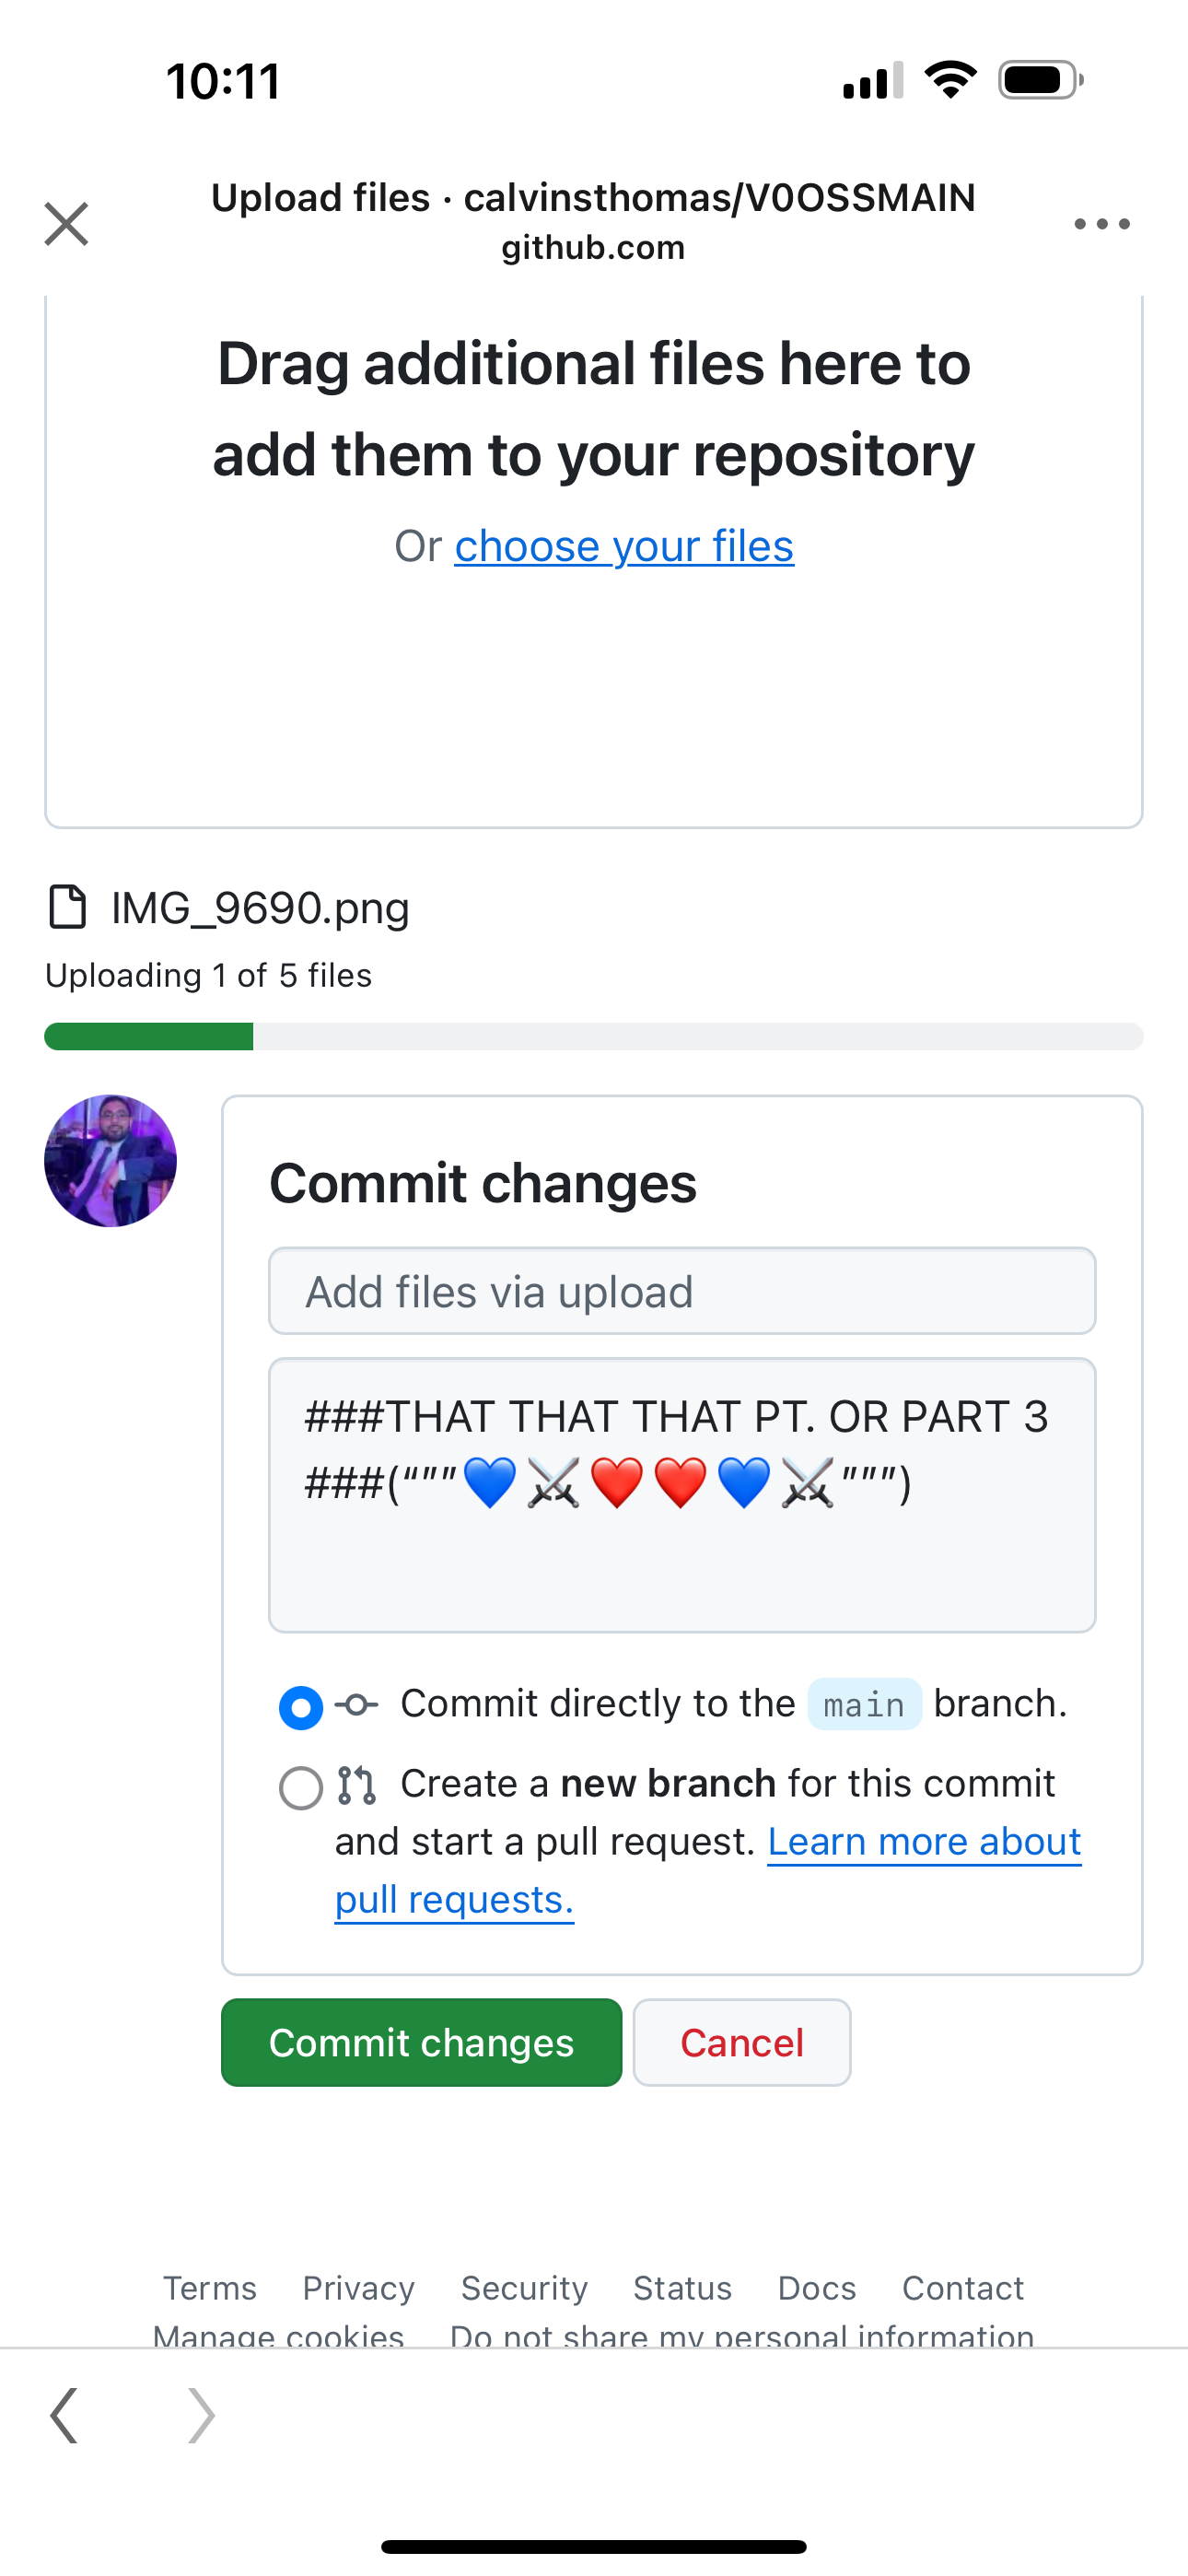 10:11
Upload files · calvinsthomas/V0OSSMAIN
github.com
Drag additional files here to
add them to your repository
Or choose your files
IMG_9690.png
Uploading 1 of 5 files
Commit changes
Add files via upload
###THAT THAT THAT PT. OR PART 3
###(“””💙⚔️❤️❤️💙⚔️”””)
Commit directly to the main branch.
Create a new branch for this commit
and start a pull request. Learn more about
pull requests.
Commit changes Cancel
Terms Privacy Security Status Docs Contact
Manage cookies Do not share my personal information